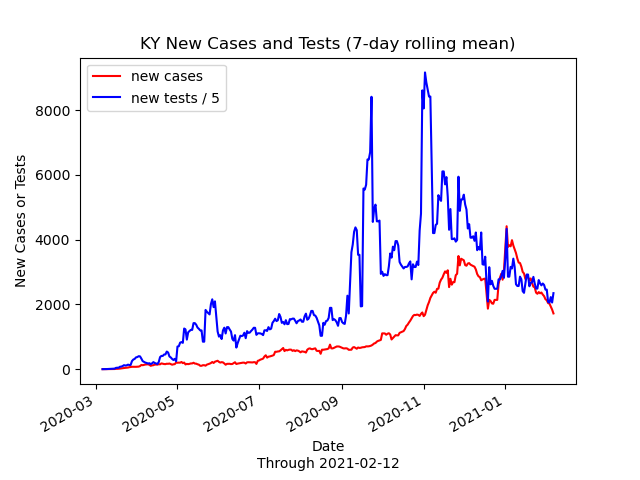 KY New Cases and Tests (7-day rolling mean)
new cases
new tests / 5
New Cases or Tests
8000
6000
4000
2000
0
2020-03
2020-05
2020-07
2020-09
2020-11
2021-01
Date
Through 2021-02-12